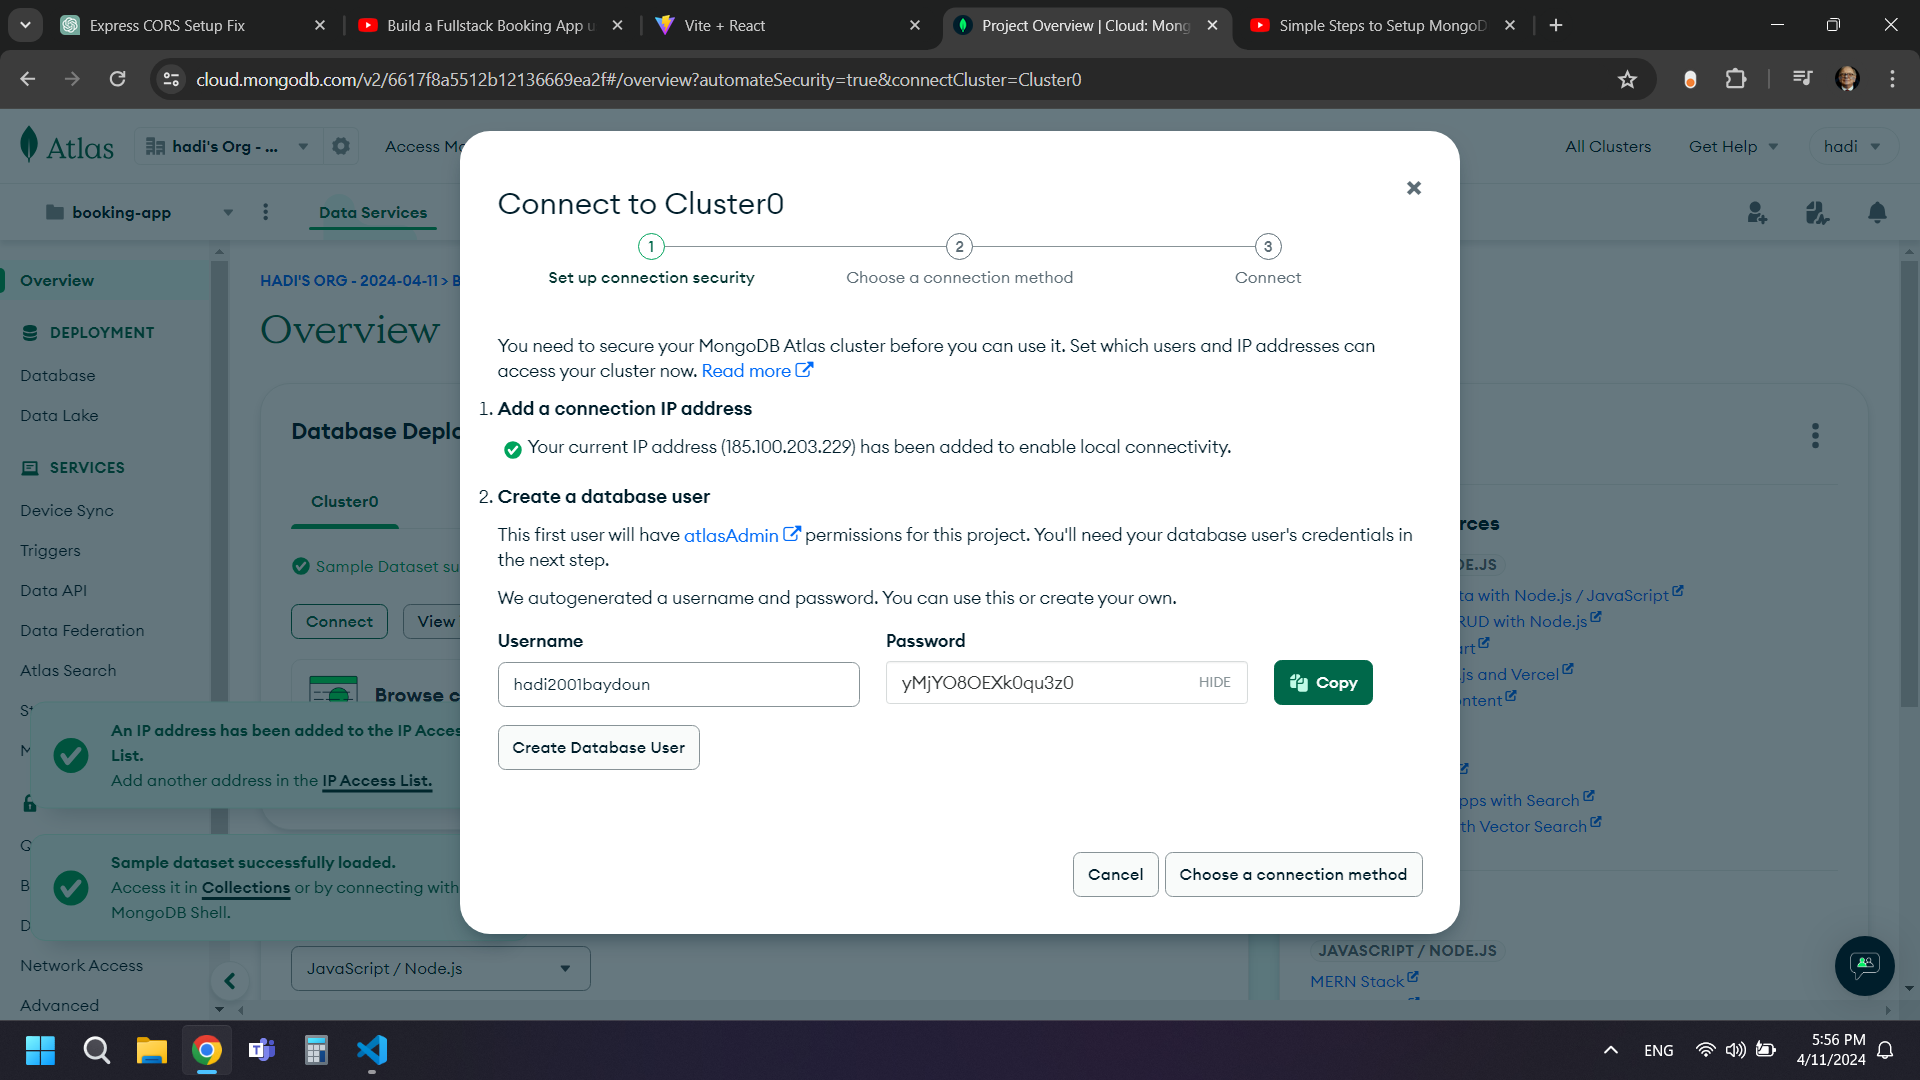 Express CORS Setup Fix
Build a Fullstack Booking App u
Vite + React
Project Overview | Cloud: Mong
Simple Steps to Setup MongoD
cloud.mongodb.com/v2/6617f8a5512b12136669ea2f#/overview?automateSecurity=true&connectCluster=Cluster0
Atlas
hadi's Org - ...
Access Ma
All Clusters
Get Help
hadi
booking-app
Data Services
Overview
DEPLOYMENT
Database
Data Lake
SERVICES
Device Sync
Triggers
Data API
Data Federation
Atlas Search
Network Access
Advanced
HADI'S ORG - 2024-04-11 > B
Overview
Database Deplo
Cluster0
Sample Dataset su
Connect
View
Browse c
An IP address has been added to the IP Acces
List.
Add another address in the IP Access List.
Sample dataset successfully loaded.
Access it in Collections or by connecting with
MongoDB Shell.
JavaScript / Node.js
Connect to Cluster0
1
2
3
Set up connection security
Choose a connection method
Connect
You need to secure your MongoDB Atlas cluster before you can use it. Set which users and IP addresses can
access your cluster now. Read more
1. Add a connection IP address
Your current IP address (185.100.203.229) has been added to enable local connectivity.
2. Create a database user
This first user will have atlasAdmin permissions for this project. You'll need your database user's credentials in
the next step.
We autogenerated a username and password. You can use this or create your own.
Username
Password
hadi2001baydoun
yMjYO8OEXk0qu3z0
HIDE
Copy
Create Database User
Cancel
Choose a connection method
rces
DE.JS
ta with Node.js / JavaScript
RUD with Node.js
art
.js and Vercel
ntent
pps with Search
th Vector Search
JAVASCRIPT / NODE.JS
MERN Stack
ENG
5:56 PM
4/11/2024